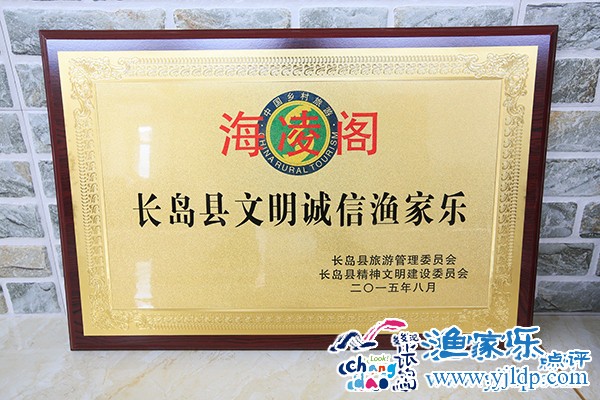 中国乡村旅游
海凌阁
CHINA RURAL TOURISM
长岛县文明诚信渔家乐
长岛县旅游管理委员会
长岛县精神文明建设委员会
二〇一五年八月
Look!
chang dao
渔家乐点评
www.yjldp.com